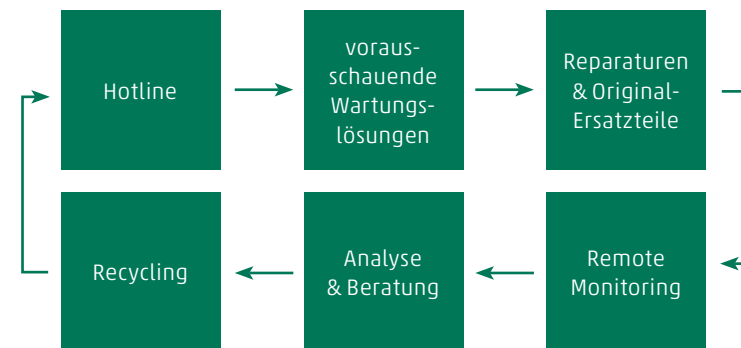 Hotline
voraus-
schauende
Wartungs-
lösungen
Reparaturen
& Original-
Ersatzteile
Recycling
Analyse
& Beratung
Remote
Monitoring